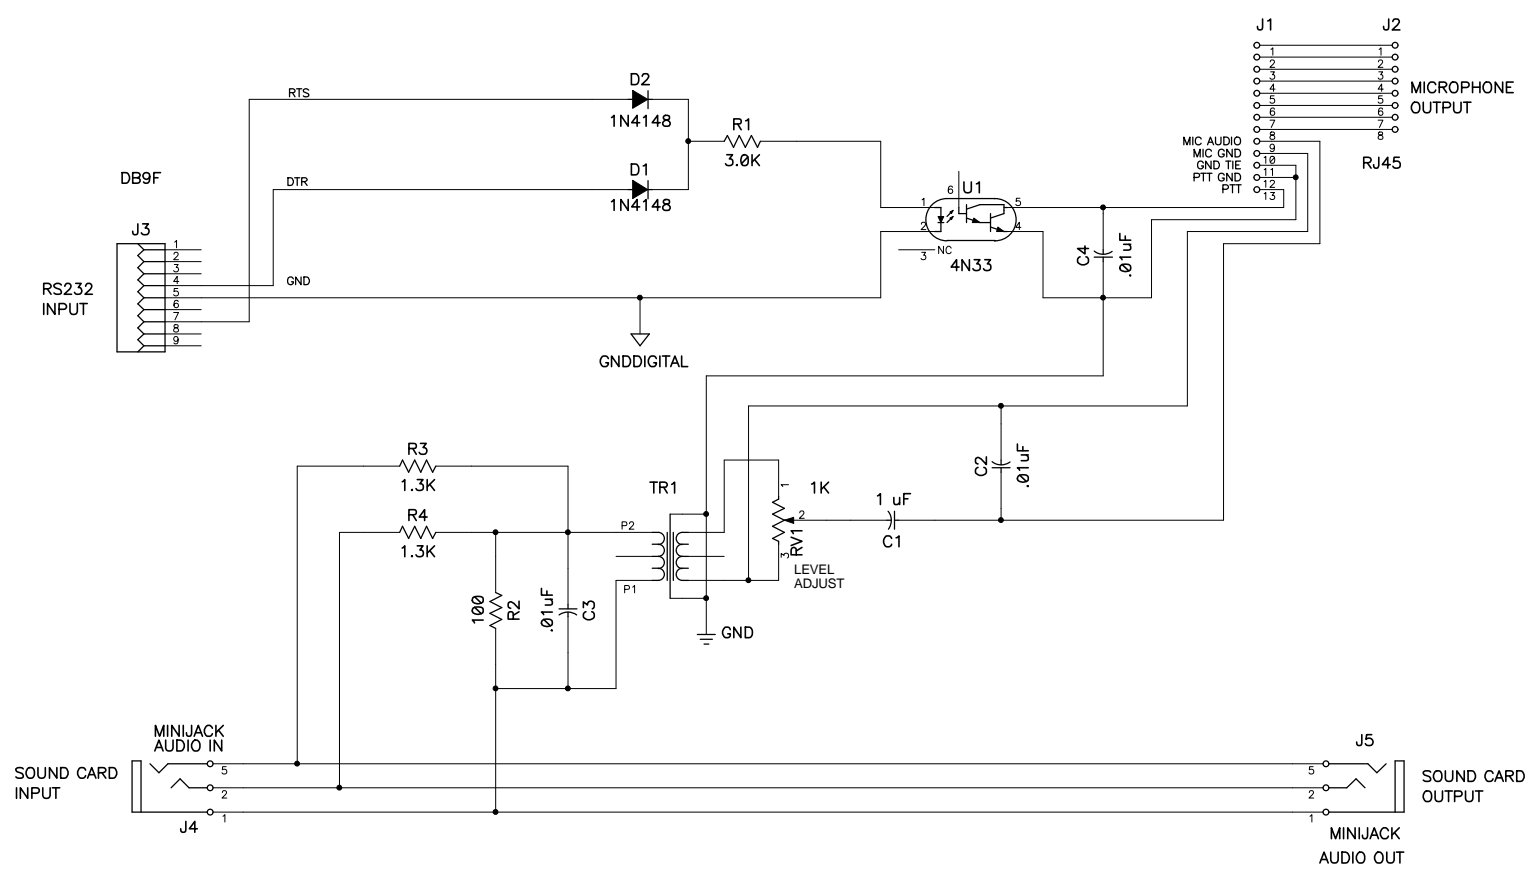 J1
J2
1
1
2
2
3
3
4
4
5
5
6
6
7
7
8
8
9
10
11
12
13
MICROPHONE
OUTPUT
RJ45
MIC AUDIO
MIC GND
GND TIE
PTT GND
PTT
RTS
D2
1N4148
R1
3.0K
DTR
D1
1N4148
DB9F
J3
RS232
INPUT
1
2
3
4
5
6
7
8
9
GND
GNDDIGITAL
6
U1
1
2
5
4
3
NC
4N33
C4
.01uF
R3
1.3K
R4
1.3K
TR1
P2
P1
1
1K
2
3
RV1
LEVEL
ADJUST
1 uF
C1
C2
.01uF
100
R2
.01uF
C3
GND
MINIJACK
AUDIO IN
SOUND CARD
INPUT
5
2
1
J4
J5
5
2
1
SOUND CARD
OUTPUT
MINIJACK
AUDIO OUT